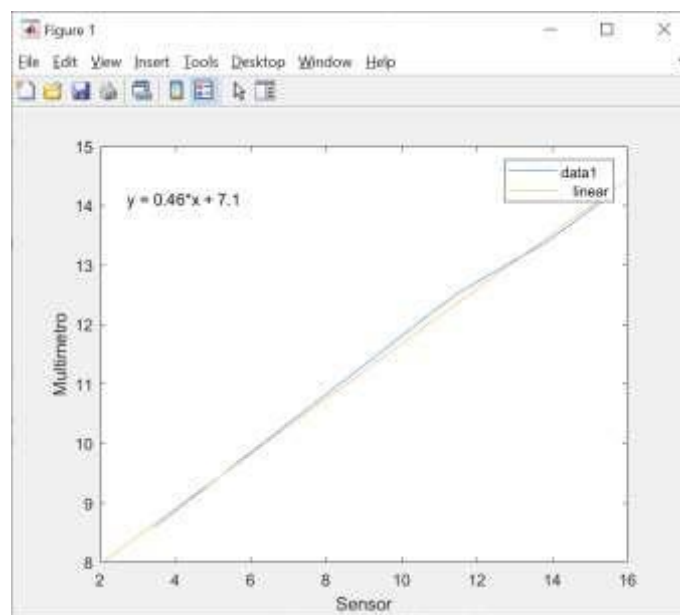 Figure 1
File Edit View Insert Tools Desktop Window Help
15
14
13
12
11
10
9
8
y = 0.46*x + 7.1
data1
linear
Multimetro
2 4 6 8 10 12 14 16
Sensor